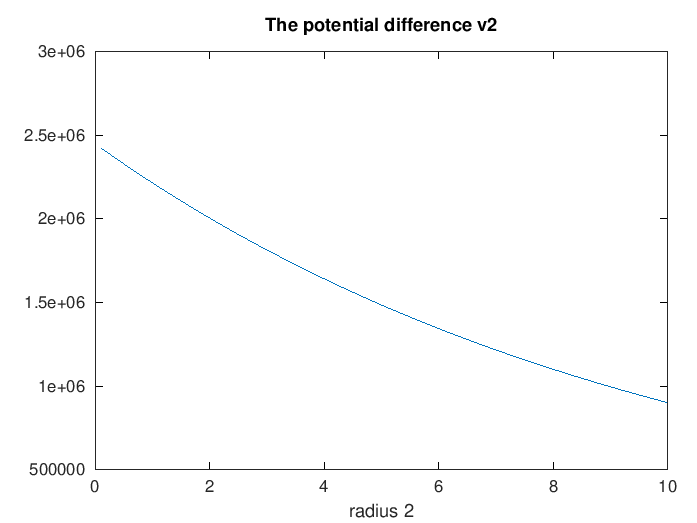 The potential difference v2
3e+06
2.5e+06
2e+06
1.5e+06
1e+06
500000
0 2 4 6 8 10
radius 2